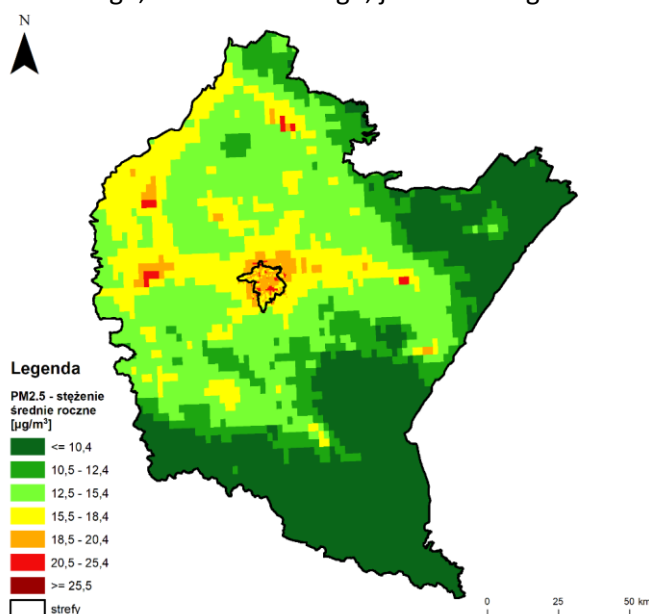 N
Legenda
PM2.5 - stężenie
średnie roczne
[µg/m³]
<= 10,4
10,5 - 12,4
12,5 - 15,4
15,5 - 18,4
18,5 - 20,4
20,5 - 25,4
>= 25,5
strefy
0 25 50 km